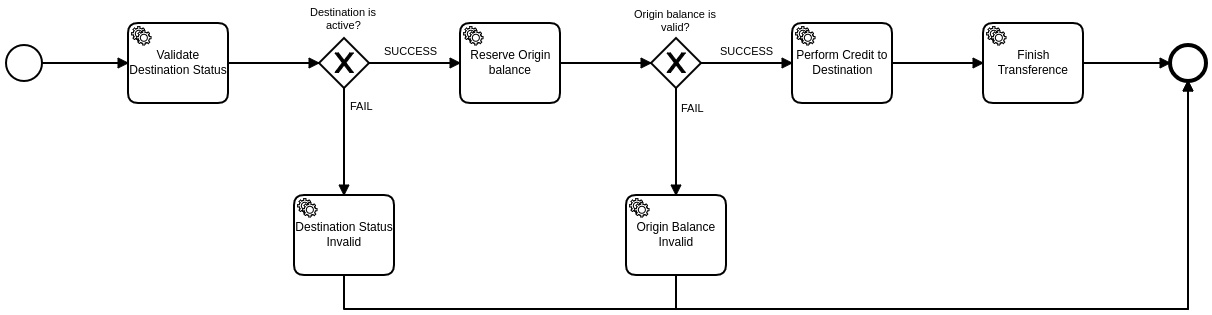 Destination is
active?
Origin balance is
valid?
Validate
Destination Status
SUCCESS
Reserve Origin
balance
SUCCESS
Perform Credit to
Destination
Finish
Transference
FAIL
FAIL
Destination Status
Invalid
Origin Balance
Invalid